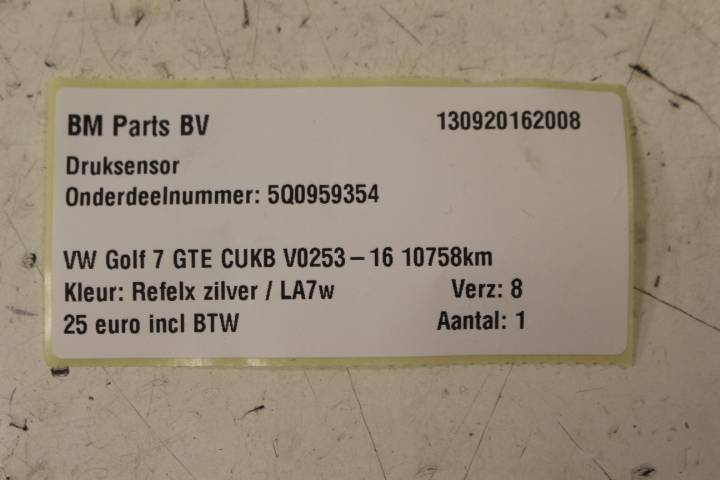 BM Parts BV 130920162008
Druksensor
Onderdeelnummer: 5Q0959354
VW Golf 7 GTE CUKB V0253-16 10758km
Kleur: Refelx zilver / LA7w Verz: 8
25 euro incl BTW Aantal: 1